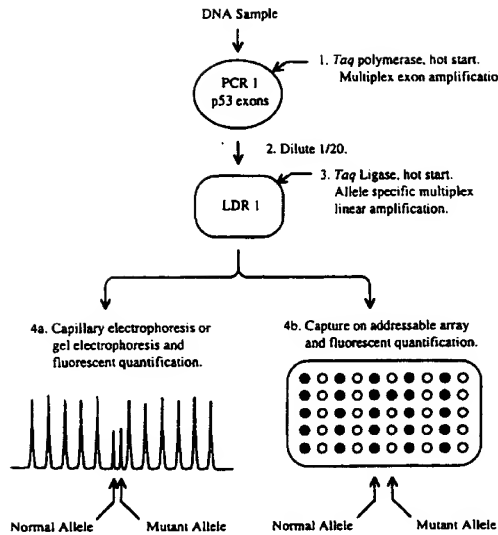 DNA Sample
1. Taq polymerase, hot start.
Multiplex exon amplificatio
PCR 1
p53 exons
2. Dilute 1/20.
3. Taq Ligase, hot start.
Allele specific multiplex
linear amplification.
LDR 1
4a. Capillary electrophoresis or
gel electrophoresis and
fluorescent quantification.
4b. Capture on addressable array
and fluorescent quantification.
Normal Allele
Mutant Allele
Normal Allele
Mutant Allele